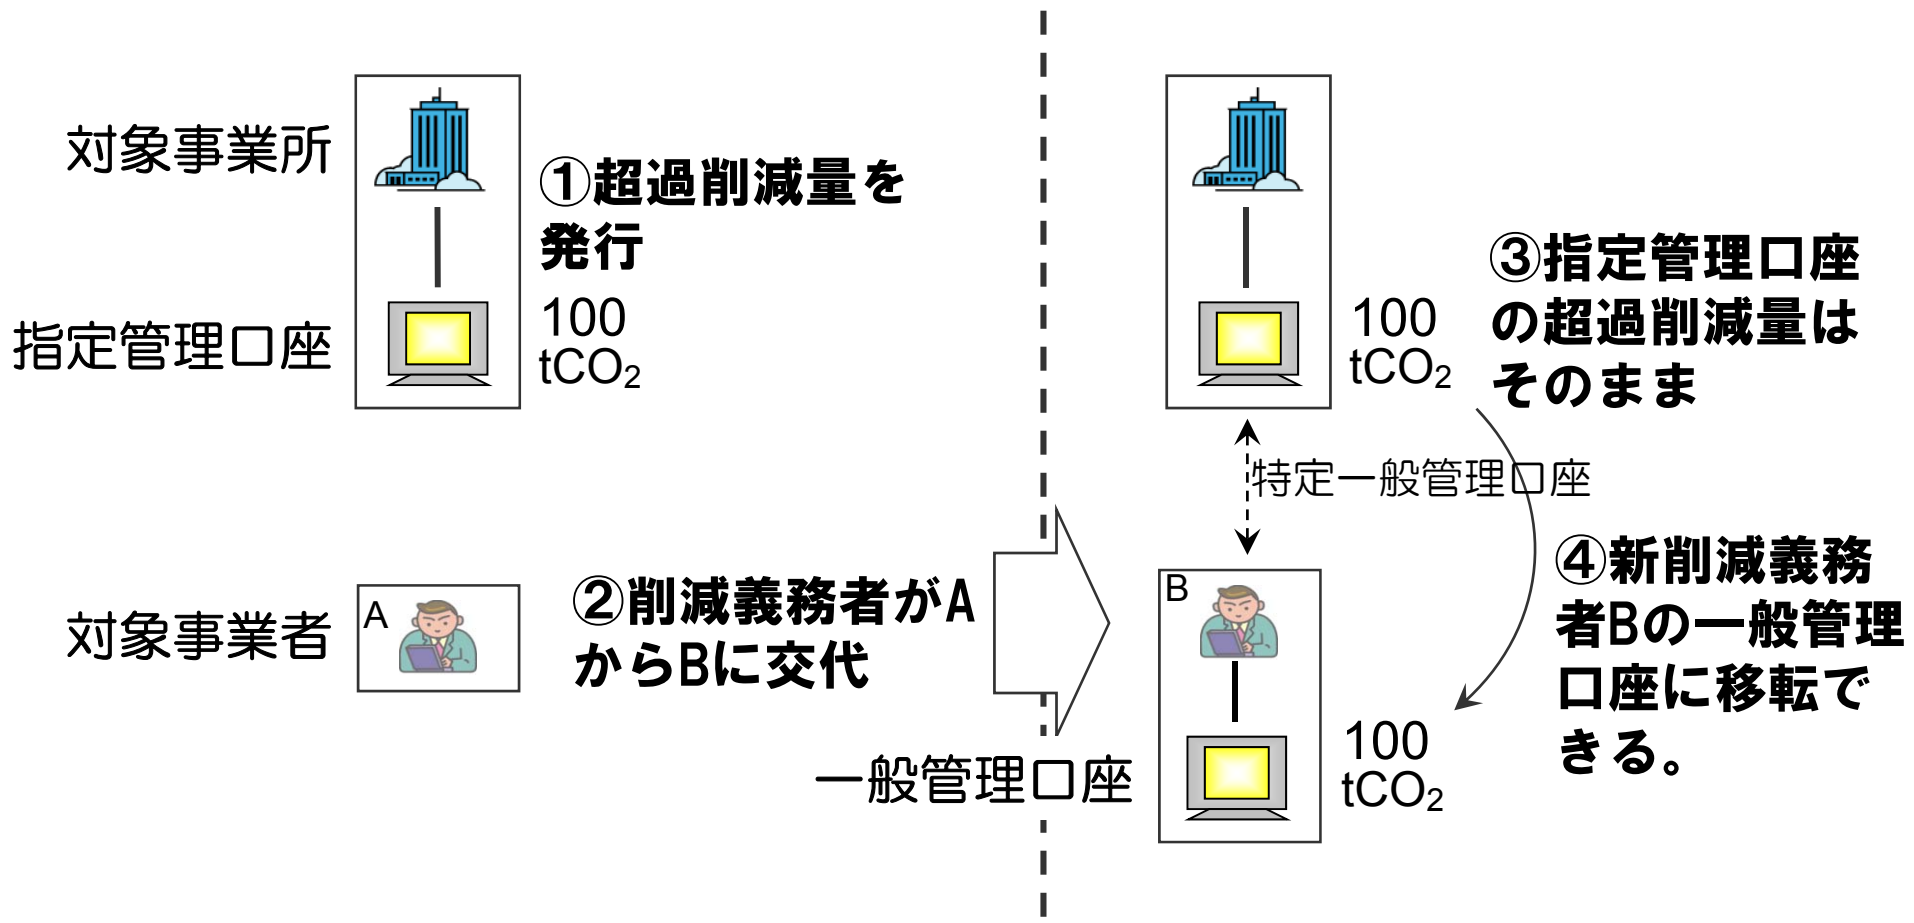 対象事業所
①超過削減量を
発行
指定管理口座
100
tCO₂
対象事業者
A
②削減義務者がA
からBに交代
③指定管理口座
の超過削減量は
そのまま
100
tCO₂
特定一般管理口座
B
④新削減義務
者Bの一般管理
口座に移転で
きる。
一般管理口座
100
tCO₂